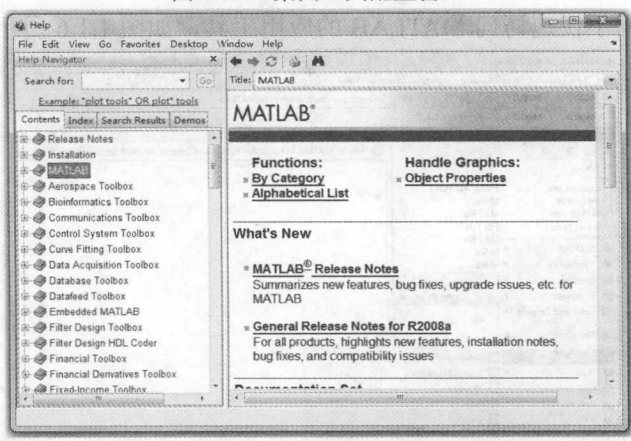 Help
File Edit View Go Favorites Desktop Window Help
Help Navigator
Search for:
Go
Example: "plot tools" OR plot* tools
Contents Index Search Results Demos
Release Notes
Installation
MATLAB
Aerospace Toolbox
Bioinformatics Toolbox
Communications Toolbox
Control System Toolbox
Curve Fitting Toolbox
Data Acquisition Toolbox
Database Toolbox
Datafeed Toolbox
Embedded MATLAB
Filter Design Toolbox
Filter Design HDL Coder
Financial Toolbox
Financial Derivatives Toolbox
Fixed-Income Toolbox
Title: MATLAB
MATLAB®
Functions:
By Category
Alphabetical List
Handle Graphics:
Object Properties
What's New
MATLAB® Release Notes
Summarizes new features, bug fixes, upgrade issues, etc. for
MATLAB
General Release Notes for R2008a
For all products, highlights new features, installation notes,
bug fixes, and compatibility issues
Documentation Set